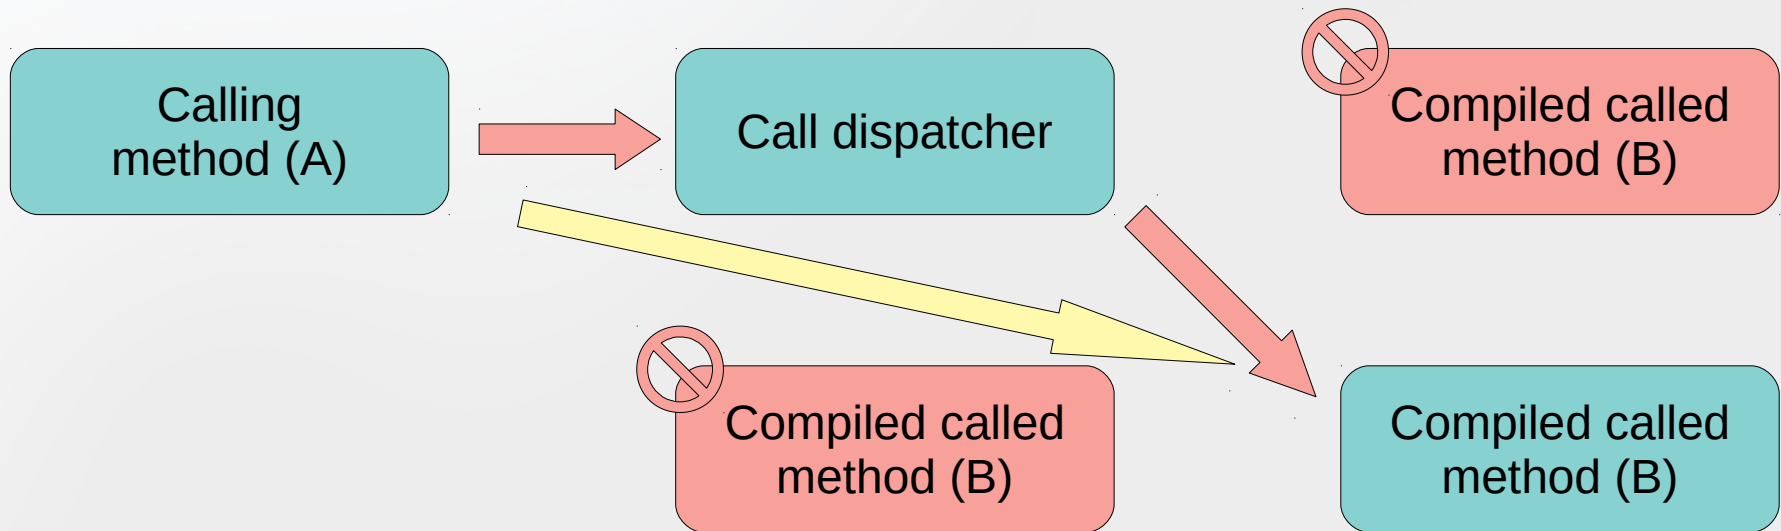 Calling
method (A)
Call dispatcher
Compiled called
method (B)
Compiled called
method (B)
Compiled called
method (B)